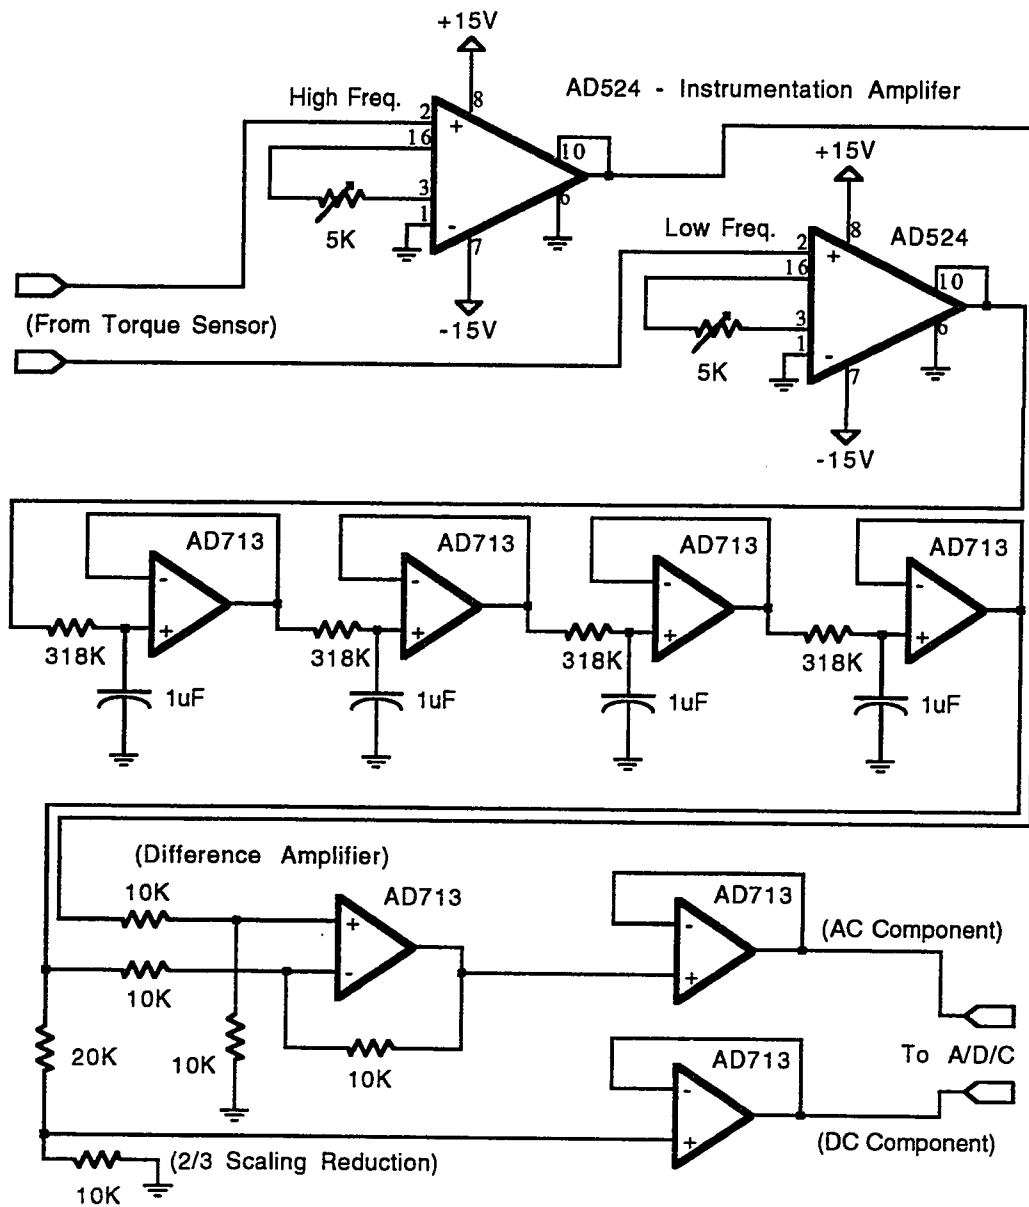 +15V
High Freq.
AD524 - Instrumentation Amplifer
8
2
+
16
10
3
1
-
6
7
5K
-15V
+15V
Low Freq.
AD524
8
2
+
16
10
3
1
-
6
7
5K
-15V
(From Torque Sensor)
AD713
AD713
AD713
AD713
-
-
-
-
+
+
+
+
318K
318K
318K
318K
1uF
1uF
1uF
1uF
(Difference Amplifier)
10K
AD713
AD713
+
-
-
+
(AC Component)
10K
20K
10K
10K
AD713
To A/D/C
-
+
(DC Component)
(2/3 Scaling Reduction)
10K